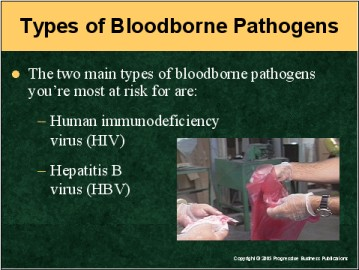 Types of Bloodborne Pathogens
The two main types of bloodborne pathogens
you're most at risk for are:
– Human immunodeficiency
virus (HIV)
– Hepatitis B
virus (HBV)
Copyright © 2003 Progressive Business Publications